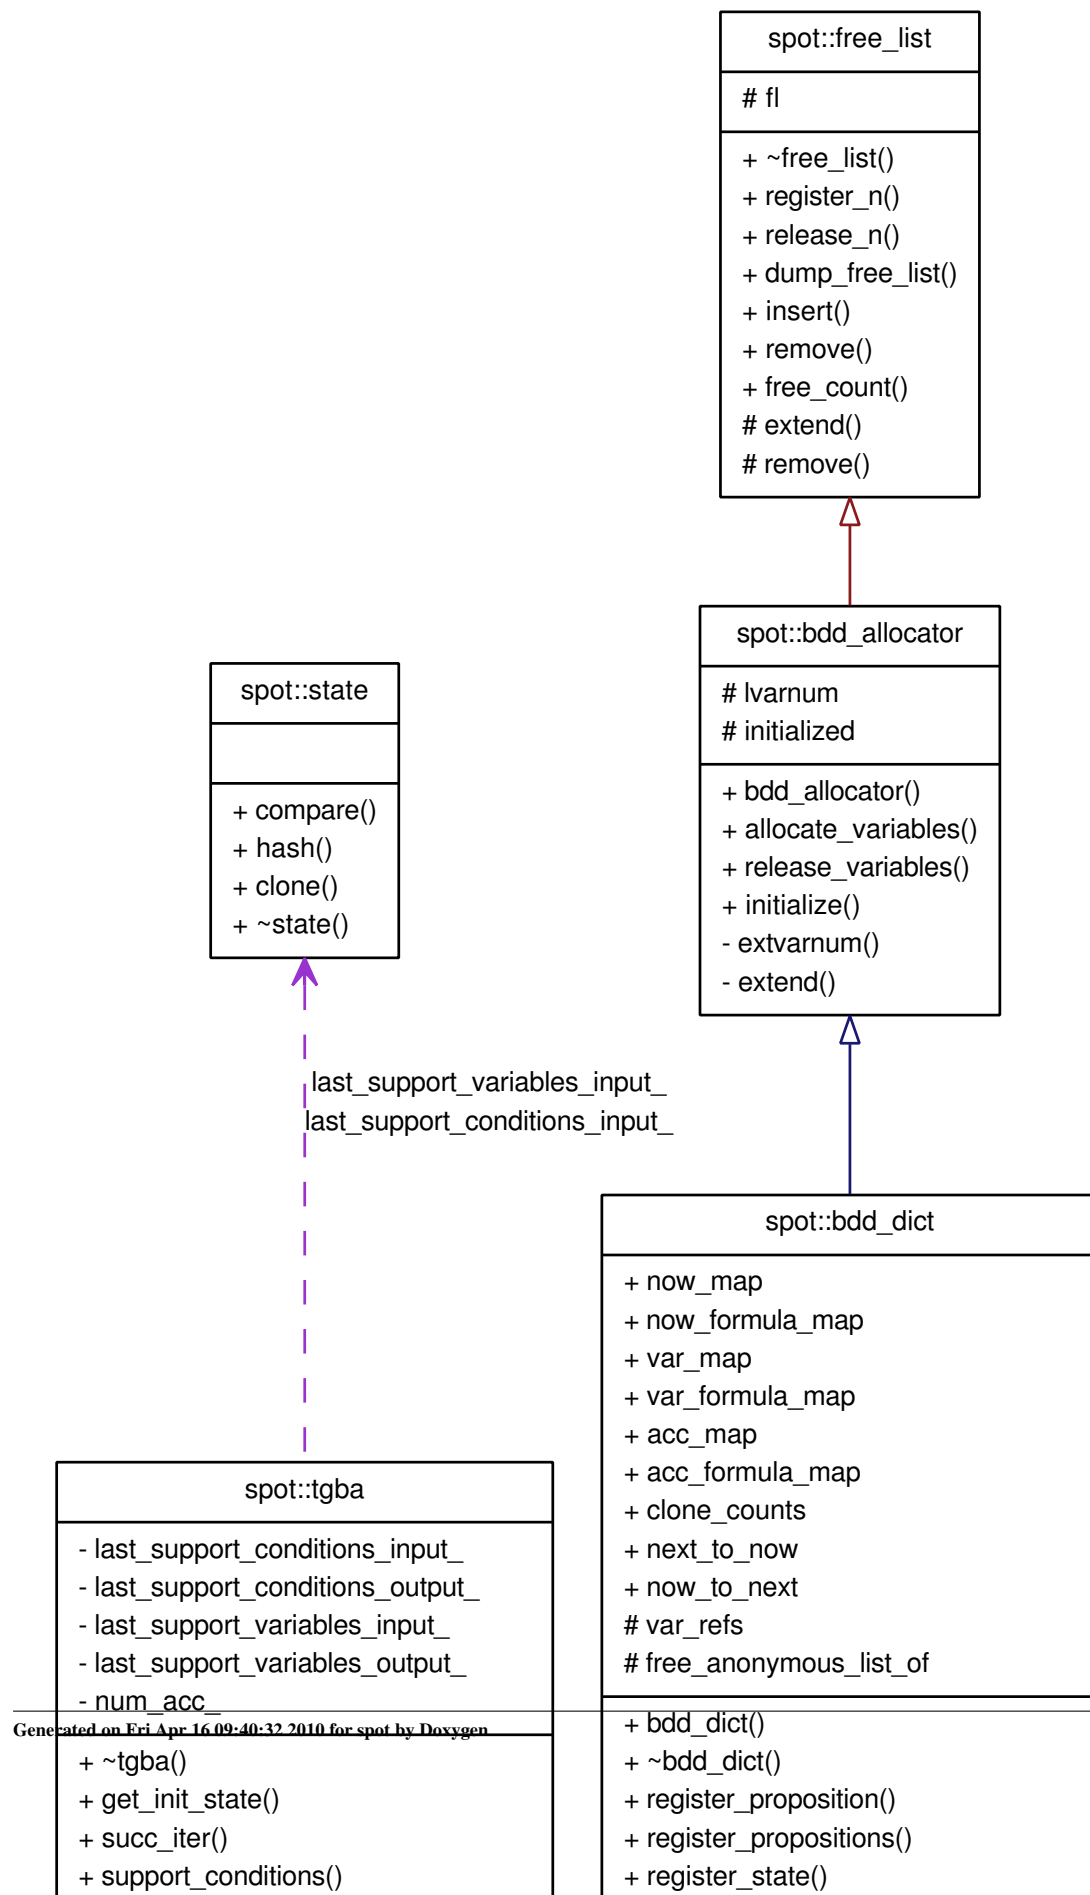 spot::free_list
# fl
+ ~free_list()
+ register_n()
+ release_n()
+ dump_free_list()
+ insert()
+ remove()
+ free_count()
# extend()
# remove()
spot::bdd_allocator
# lvarnum
# initialized
+ bdd_allocator()
+ allocate_variables()
+ release_variables()
+ initialize()
- extvarnum()
- extend()
spot::state
+ compare()
+ hash()
+ clone()
+ ~state()
last_support_variables_input_
last_support_conditions_input_
spot::bdd_dict
+ now_map
+ now_formula_map
+ var_map
+ var_formula_map
+ acc_map
+ acc_formula_map
+ clone_counts
+ next_to_now
+ now_to_next
# var_refs
# free_anonymous_list_of
+ bdd_dict()
+ ~bdd_dict()
+ register_proposition()
+ register_propositions()
+ register_state()
spot::tgba
- last_support_conditions_input_
- last_support_conditions_output_
- last_support_variables_input_
- last_support_variables_output_
- num_acc_
+ ~tgba()
+ get_init_state()
+ succ_iter()
+ support_conditions()
Generated on Fri Apr 16 09:40:32 2010 for spot by Doxygen